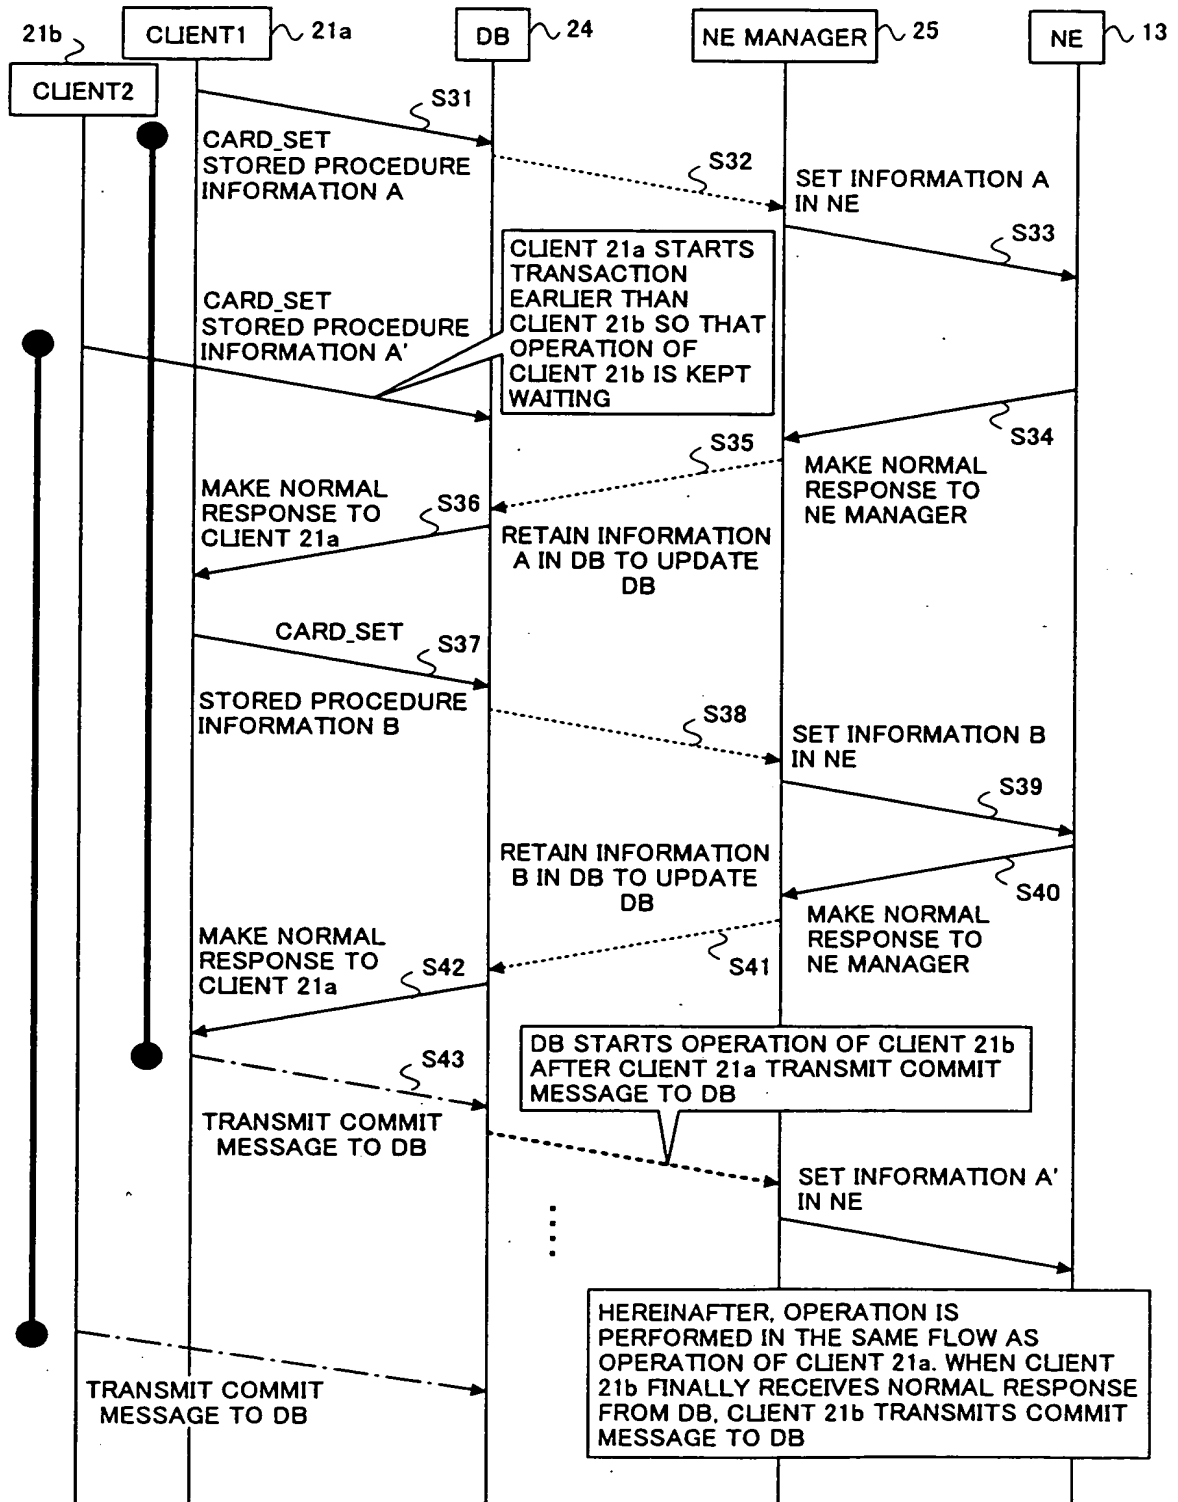 21b
CLIENT1
21a
DB
24
NE MANAGER
25
NE
13
CLIENT2
S31
CARD_SET
STORED PROCEDURE
INFORMATION A
S32
SET INFORMATION A
IN NE
S33
CLIENT 21a STARTS
TRANSACTION
EARLIER THAN
CLIENT 21b SO THAT
OPERATION OF
CLIENT 21b IS KEPT
WAITING
CARD_SET
STORED PROCEDURE
INFORMATION A'
S34
MAKE NORMAL
RESPONSE TO
NE MANAGER
S35
MAKE NORMAL
RESPONSE TO
CLIENT 21a
S36
RETAIN INFORMATION
A IN DB TO UPDATE
DB
CARD_SET
S37
STORED PROCEDURE
INFORMATION B
S38
SET INFORMATION B
IN NE
S39
RETAIN INFORMATION
B IN DB TO UPDATE
DB
S40
MAKE NORMAL
RESPONSE TO
NE MANAGER
S41
MAKE NORMAL
RESPONSE TO
CLIENT 21a
S42
S43
DB STARTS OPERATION OF CLIENT 21b
AFTER CLIENT 21a TRANSMIT COMMIT
MESSAGE TO DB
TRANSMIT COMMIT
MESSAGE TO DB
SET INFORMATION A'
IN NE
HEREINAFTER, OPERATION IS
PERFORMED IN THE SAME FLOW AS
OPERATION OF CLIENT 21a. WHEN CLIENT
21b FINALLY RECEIVES NORMAL RESPONSE
FROM DB, CLIENT 21b TRANSMITS COMMIT
MESSAGE TO DB
TRANSMIT COMMIT
MESSAGE TO DB